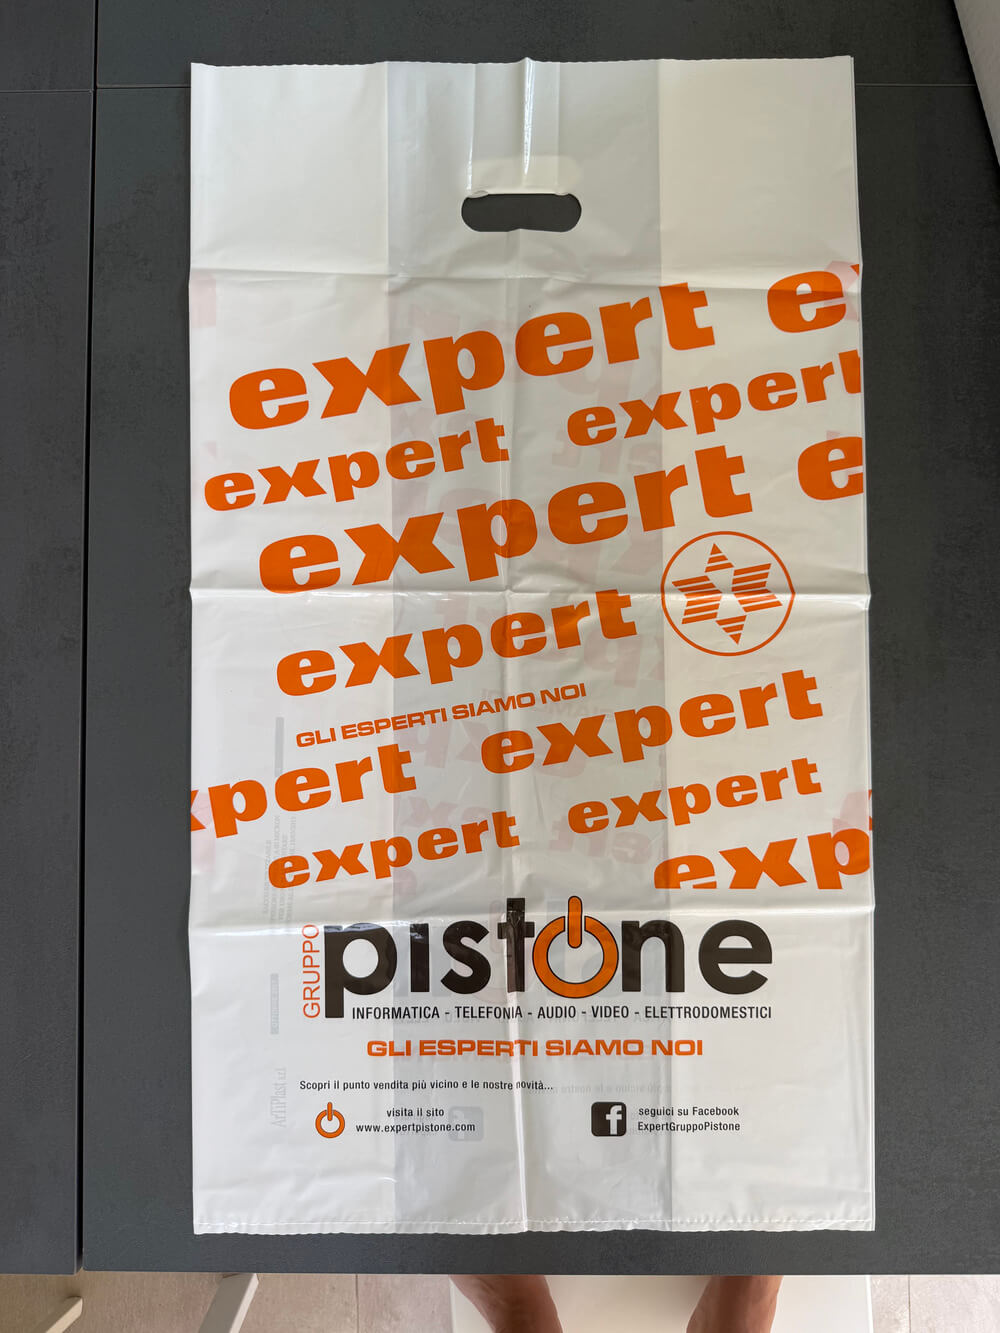 expert e
expert expert
expert e
expert
GLI ESPERTI SIAMO NOI
xpert expert
expert expert
exp
GRUPPO pistone
INFORMATICA - TELEFONIA - AUDIO - VIDEO - ELETTRODOMESTICI
GLI ESPERTI SIAMO NOI
Scopri il punto vendita più vicino e le nostre novità...
visita il sito
www.expertpistone.com
seguici su Facebook
ExpertGruppoPistone
ArTiPlast s.r.l